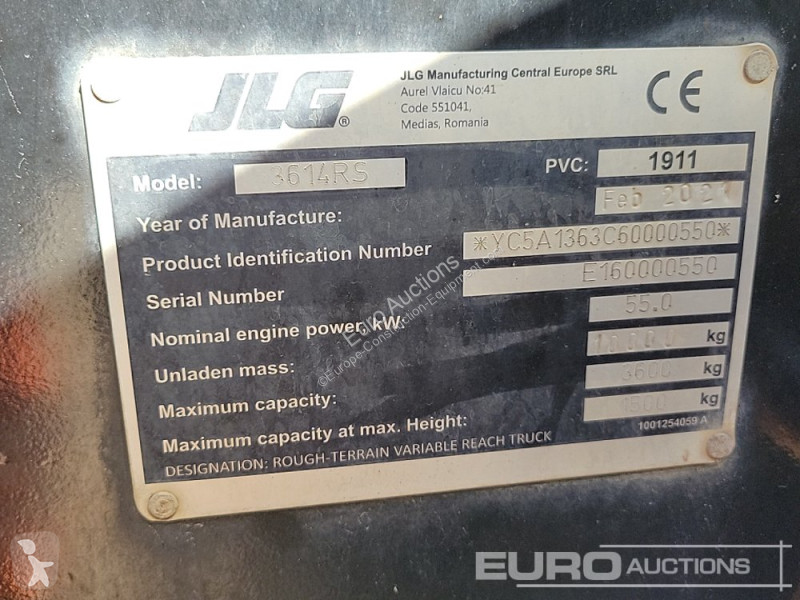 JLG®
JLG Manufacturing Central Europe SRL
Aurel Vlaicu No:41
Code 551041,
Medias, Romania
CE
Model: 3614RS
PVC: 1911
Year of Manufacture: Feb 2021
Product Identification Number *YC5A1363C60000550*
Serial Number E160000550
Nominal engine power, kW: 55.0
Unladen mass: 10000 kg
Maximum capacity: 3600 kg
Maximum capacity at max. Height: kg
1001254059 A
DESIGNATION: ROUGH-TERRAIN VARIABLE REACH TRUCK
Euro Auctions
EURO AUCTIONS